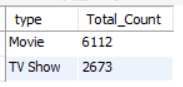 type Total_Count
Movie 6112
TV Show 2673